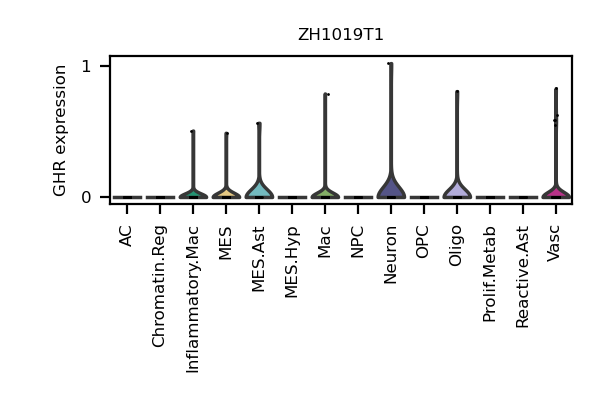 ZH1019T1
GHR expression
1
0
AC
Chromatin.Reg
Inflammatory.Mac
MES
MES.Ast
MES.Hyp
Mac
NPC
Neuron
OPC
Oligo
Prolif.Metab
Reactive.Ast
Vasc